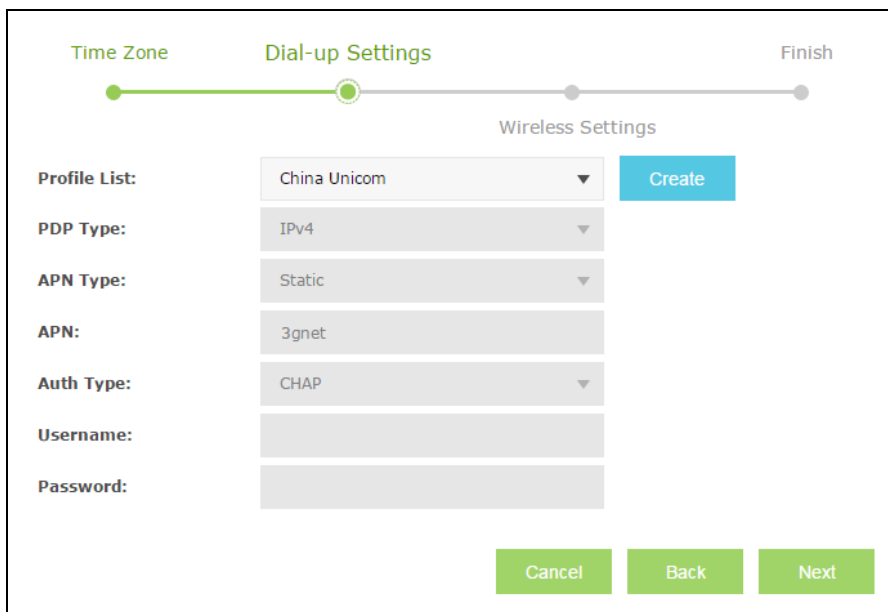 Time Zone
Dial-up Settings
Finish
Wireless Settings
Profile List:
China Unicom
Create
PDP Type:
IPv4
APN Type:
Static
APN:
3gnet
Auth Type:
CHAP
Username:
Password:
Cancel
Back
Next